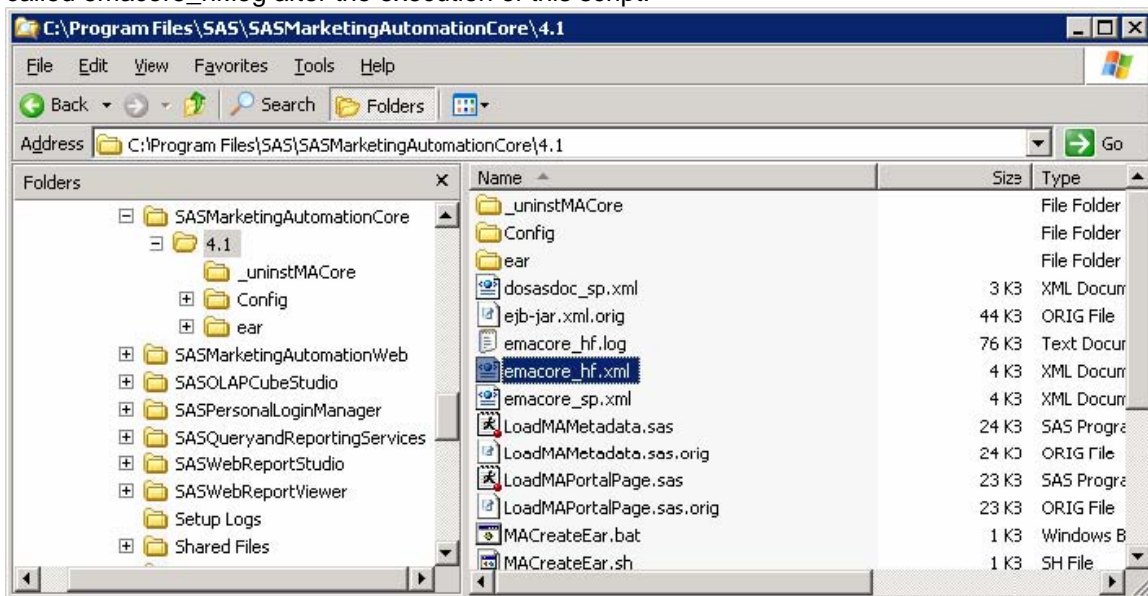 called emacore_hf.log after the execution of this script.
C:\Program Files\SAS\SASMarketingAutomationCore\4.1
File Edit View Favorites Tools Help
Back Search Folders
Address C:\Program Files\SAS\SASMarketingAutomationCore\4.1 Go
Folders x Name Size Type
SASMarketingAutomationCore
4.1
_uninstMACore
Config
ear
SASMarketingAutomationWeb
SASOLAPCubeStudio
SASPersonalLoginManager
SASQueryandReportingServices
SASWebReportStudio
SASWebReportViewer
Setup Logs
Shared Files
_uninstMACore File Folder
Config File Folder
ear File Folder
dosasdoc_sp.xml 3 KB XML Docum
ejb-jar.xml.orig 44 KB ORIG File
emacore_hf.log 76 KB Text Docum
emacore_hf.xml 4 KB XML Docum
emacore_sp.xml 4 KB XML Docum
LoadMAMetadata.sas 24 KB SAS Progra
LoadMAMetadata.sas.orig 24 KB ORIG File
LoadMAPortalPage.sas 23 KB SAS Progra
LoadMAPortalPage.sas.orig 23 KB ORIG File
MACreateEar.bat 1 KB Windows B
MACreateEar.sh 1 KB SH File